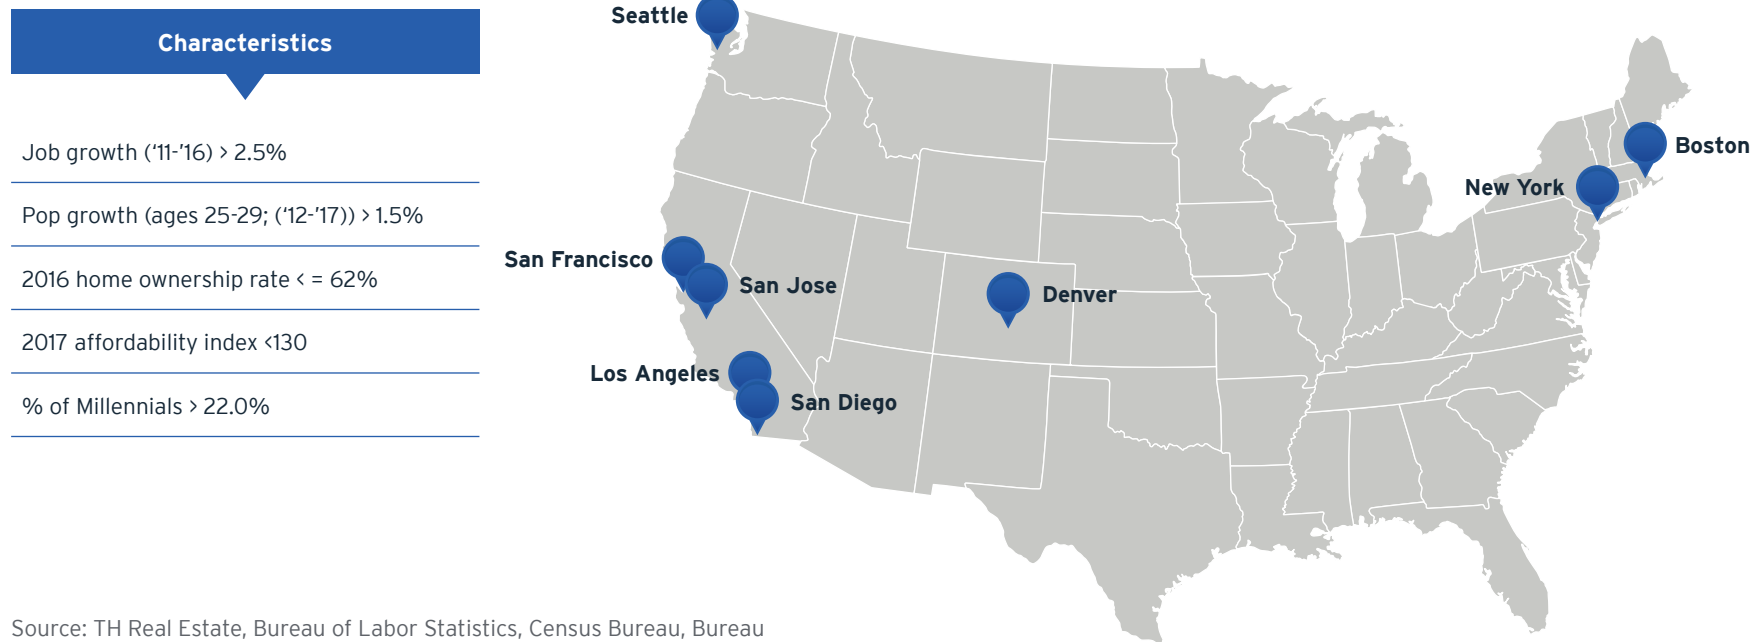 Characteristics
Job growth (‘11-’16) > 2.5%
Pop growth (ages 25-29; (‘12-’17)) > 1.5%
2016 home ownership rate < = 62%
2017 affordability index <130
% of Millennials > 22.0%
Seattle
Boston
New York
San Francisco
San Jose
Denver
Los Angeles
San Diego
Source: TH Real Estate, Bureau of Labor Statistics, Census Bureau, Bureau